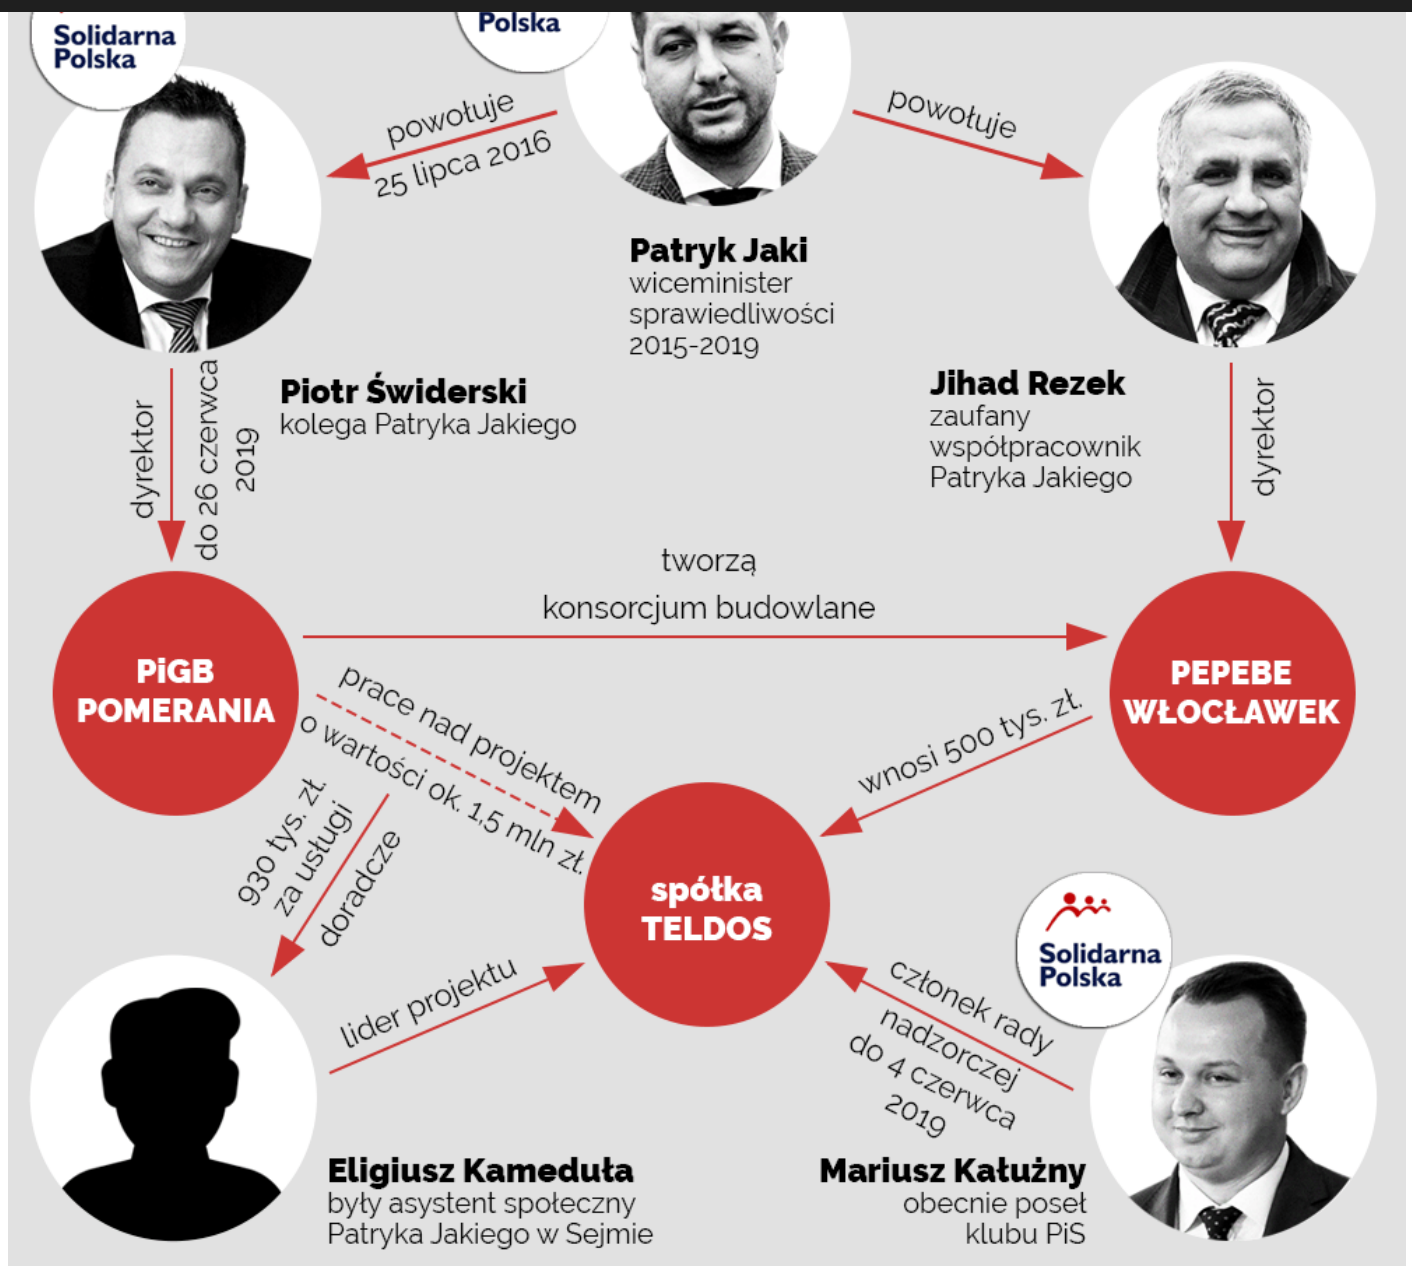 Solidarna
Polska
Polska
powołuje
25 lipca 2016
powołuje
Patryk Jaki
wiceminister
sprawiedliwości
2015-2019
Piotr Świderski
kolega Patryka Jakiego
Jihad Rezek
zaufany
współpracownik
Patryka Jakiego
dyrektor
do 26 czerwca
2019
dyrektor
tworzą
konsorcjum budowlane
PiGB
POMERANIA
PEPEBE
WŁOCŁAWEK
prace nad projektem
o wartości ok. 1,5 mln zł.
wnosi 500 tys. zł.
930 tys. zł.
za usługi
doradcze
spółka
TELDOS
Solidarna
Polska
lider projektu
członek rady
nadzorczej
do 4 czerwca
2019
Eligiusz Kameduła
były asystent społeczny
Patryka Jakiego w Sejmie
Mariusz Kałużny
obecnie poseł
klubu PiS